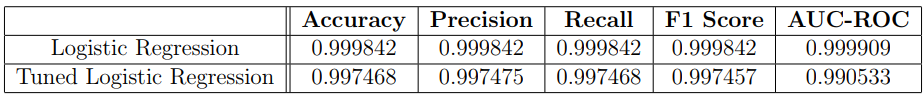 Accuracy Precision Recall F1 Score AUC-ROC
Logistic Regression 0.999842 0.999842 0.999842 0.999842 0.999909
Tuned Logistic Regression 0.997468 0.997475 0.997468 0.997457 0.990533